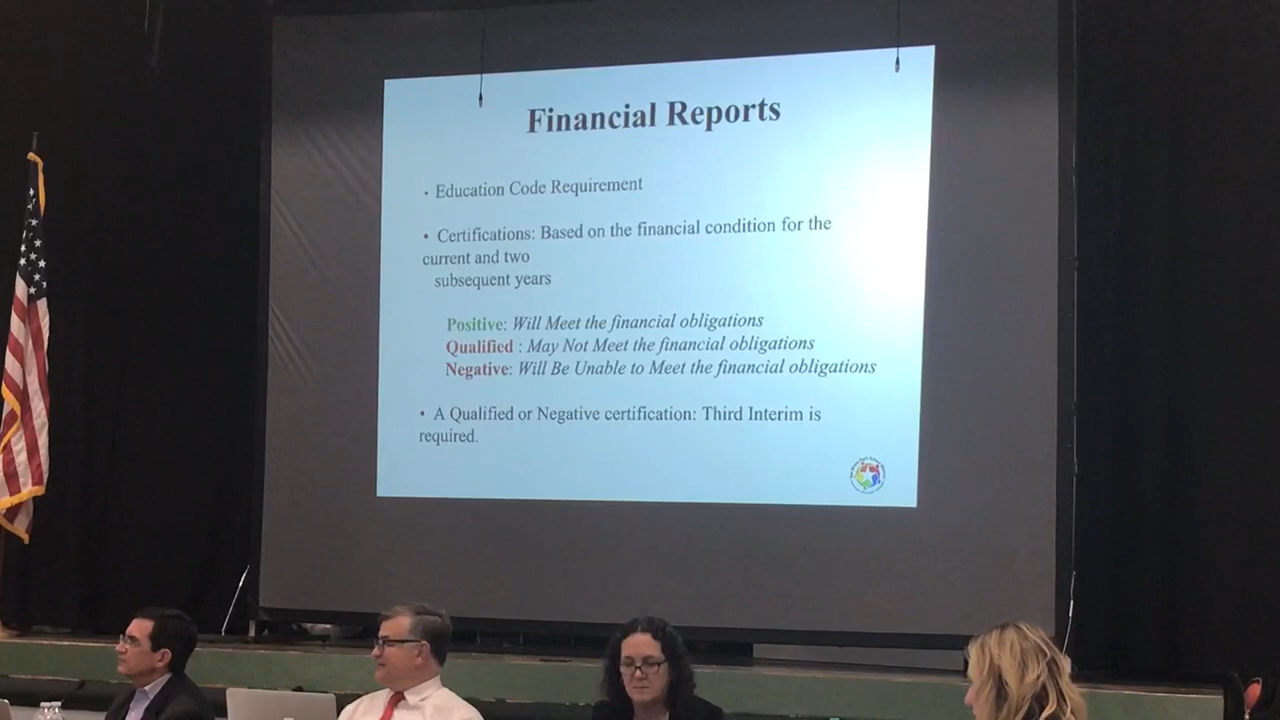 Financial Reports
• Education Code Requirement
• Certifications: Based on the financial condition for the
current and two
subsequent years
Positive: Will Meet the financial obligations
Qualified : May Not Meet the financial obligations
Negative: Will Be Unable to Meet the financial obligations
• A Qualified or Negative certification: Third Interim is
required.